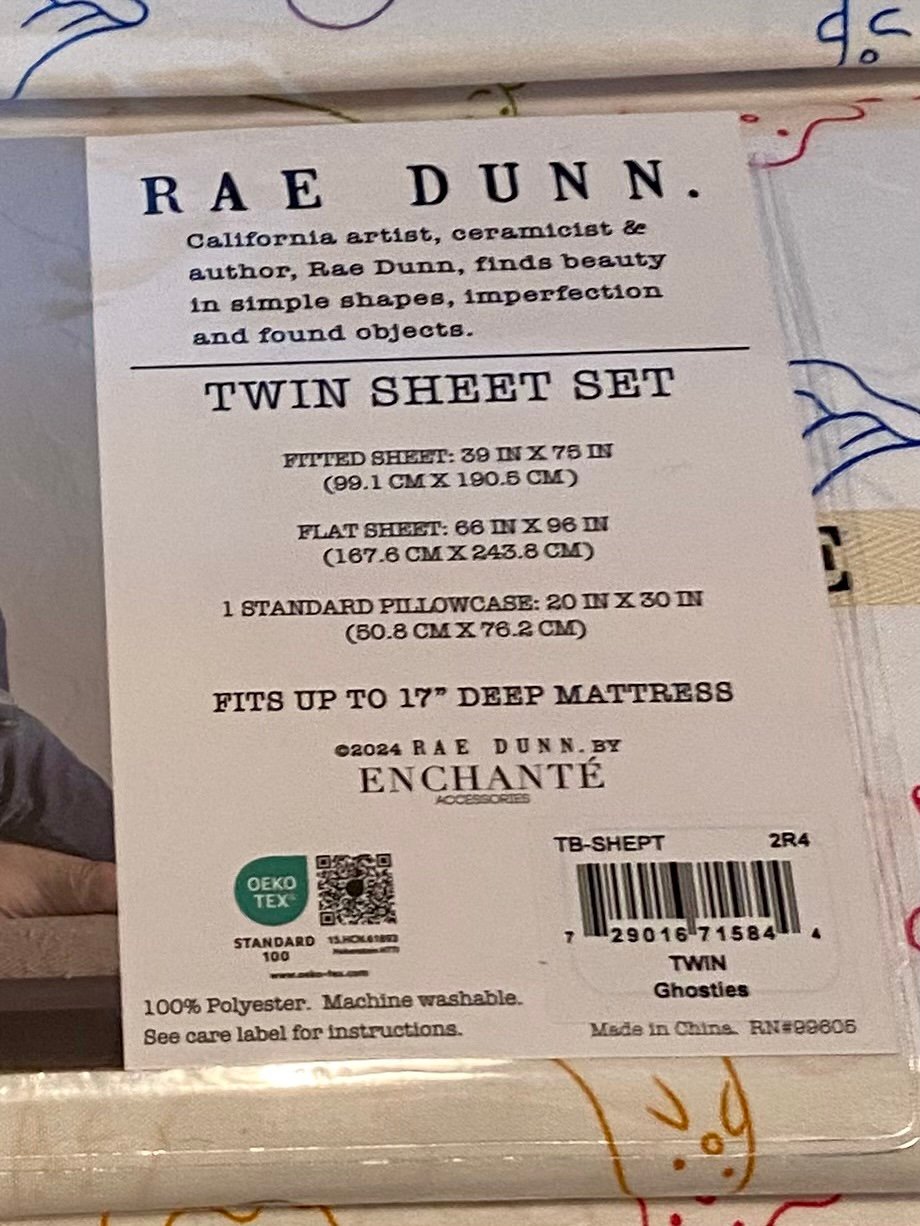 RAE DUNN.
California artist, ceramicist &
author, Rae Dunn, finds beauty
in simple shapes, imperfection
and found objects.
TWIN SHEET SET
FITTED SHEET: 39 IN X 75 IN
(99.1 CM X 190.5 CM)
FLAT SHEET: 66 IN X 96 IN
(167.6 CM X 243.8 CM)
1 STANDARD PILLOWCASE: 20 IN X 30 IN
(50.8 CM X 76.2 CM)
FITS UP TO 17” DEEP MATTRESS
©2024 RAE DUNN. BY
ENCHANTÉ
ACCESSORIES
OEKO
TEX®
STANDARD
100
15.HCN.61893
www.oeko-tex.com
TB-SHEPT 2R4
7 29016 71584 4
TWIN
Ghosties
100% Polyester. Machine washable.
See care label for instructions.
Made in China. RN#99605
E